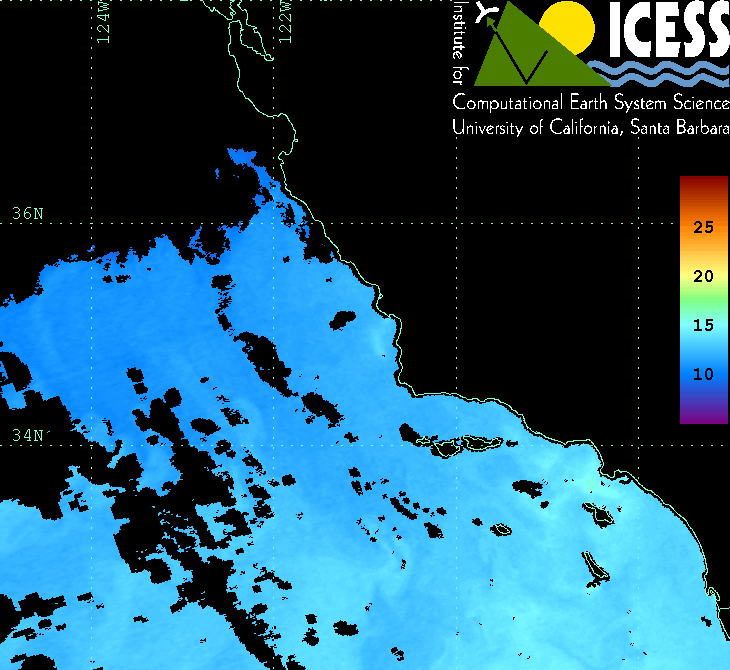 124W
122W
Institute for
ICESS
Computational Earth System Science
University of California, Santa Barbara
36N
25
20
15
10
34N